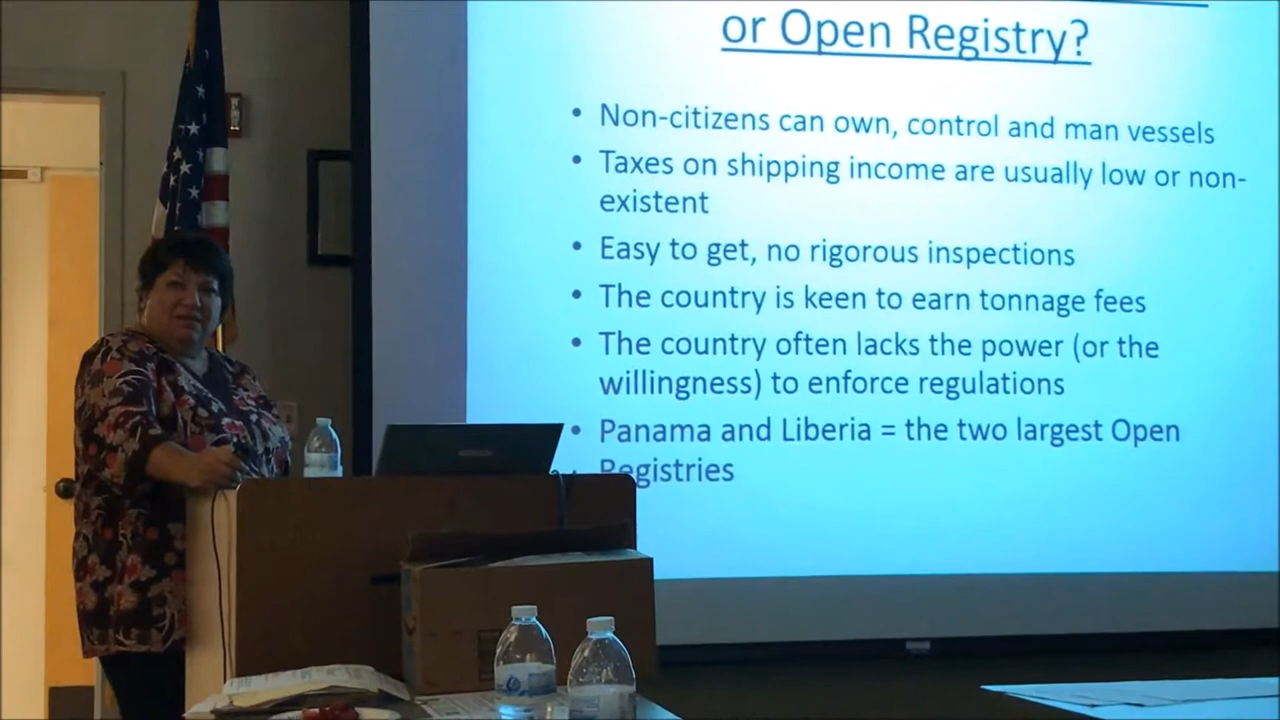 or Open Registry?
• Non-citizens can own, control and man vessels
• Taxes on shipping income are usually low or non-
existent
• Easy to get, no rigorous inspections
• The country is keen to earn tonnage fees
• The country often lacks the power (or the
willingness) to enforce regulations
• Panama and Liberia = the two largest Open
Registries